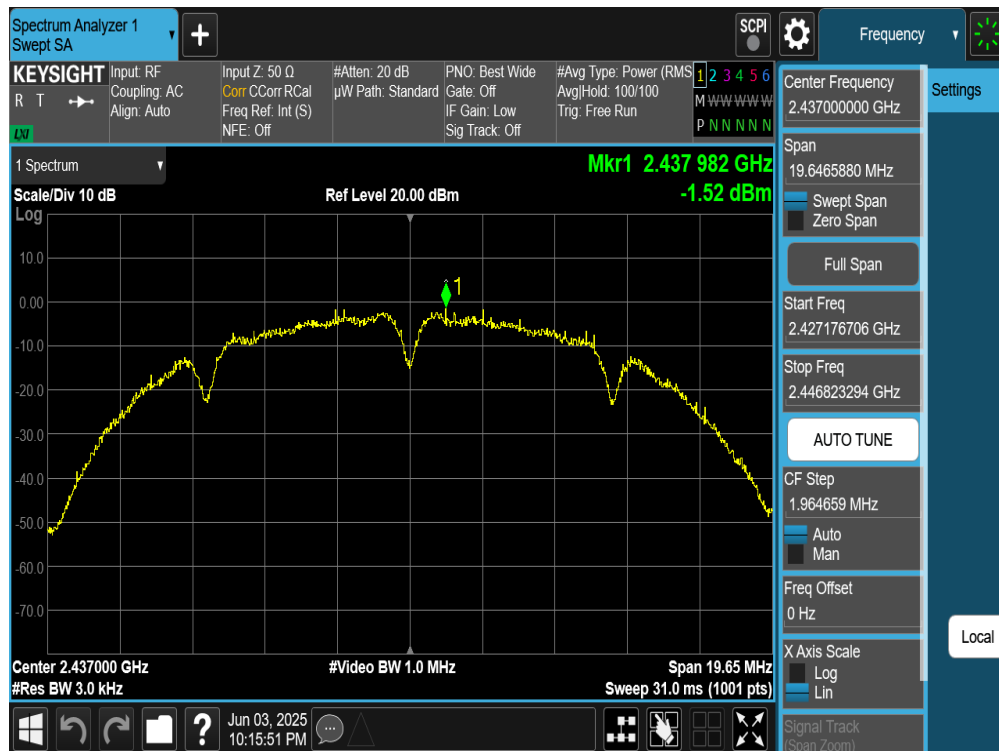 Spectrum Analyzer 1
Swept SA
+
SCPI
Frequency
KEYSIGHT
R T
LXI
Input: RF
Coupling: AC
Align: Auto
Input Z: 50 Ω
Corr CCorr RCal
Freq Ref: Int (S)
NFE: Off
#Atten: 20 dB
µW Path: Standard
PNO: Best Wide
Gate: Off
IF Gain: Low
Sig Track: Off
#Avg Type: Power (RMS
Avg|Hold: 100/100
Trig: Free Run
1 2 3 4 5 6
M W W W W W
P N N N N N
1 Spectrum
Mkr1 2.437 982 GHz
-1.52 dBm
Scale/Div 10 dB
Ref Level 20.00 dBm
Log
10.0
0.00
-10.0
-20.0
-30.0
-40.0
-50.0
-60.0
-70.0
1
Center 2.437000 GHz
#Video BW 1.0 MHz
Span 19.65 MHz
#Res BW 3.0 kHz
Sweep 31.0 ms (1001 pts)
Jun 03, 2025
10:15:51 PM
?
Center Frequency
2.437000000 GHz
Span
19.6465880 MHz
Swept Span
Zero Span
Full Span
Start Freq
2.427176706 GHz
Stop Freq
2.446823294 GHz
AUTO TUNE
CF Step
1.964659 MHz
Auto
Man
Freq Offset
0 Hz
X Axis Scale
Log
Lin
Signal Track
(Span Zoom)
Settings
Local